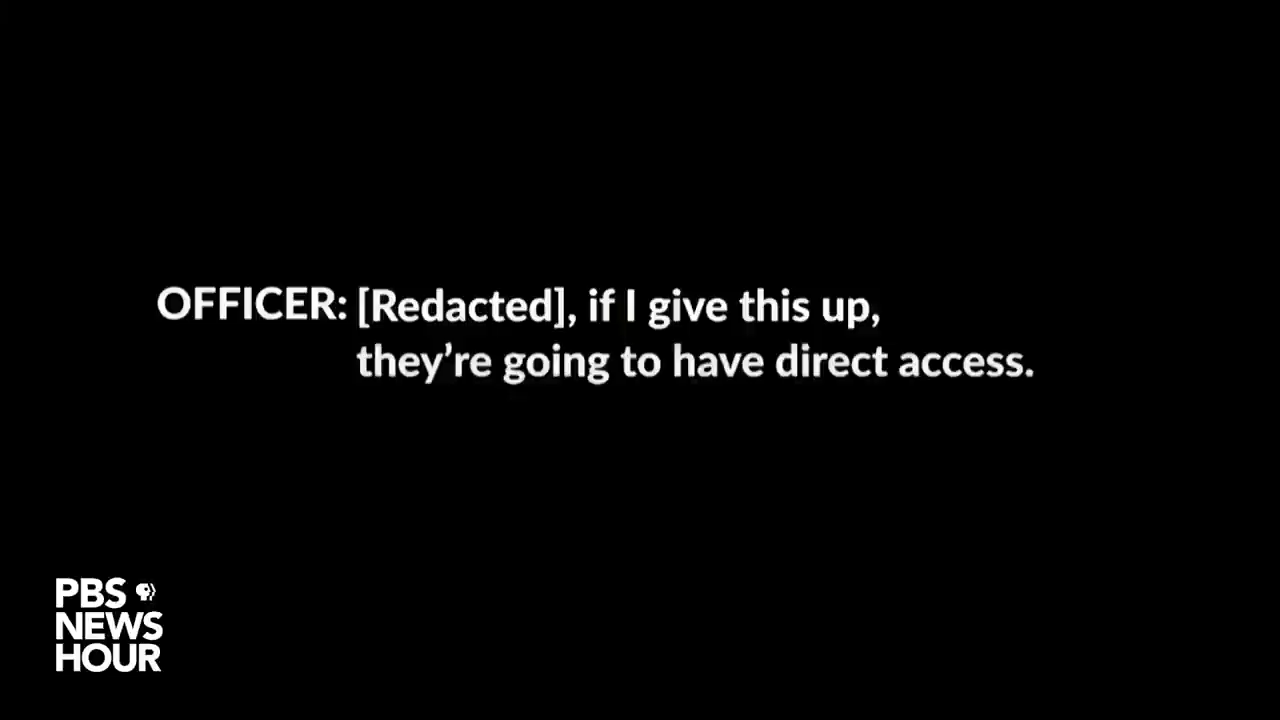 OFFICER: [Redacted], if I give this up,
they're going to have direct access.
PBS
NEWS
HOUR